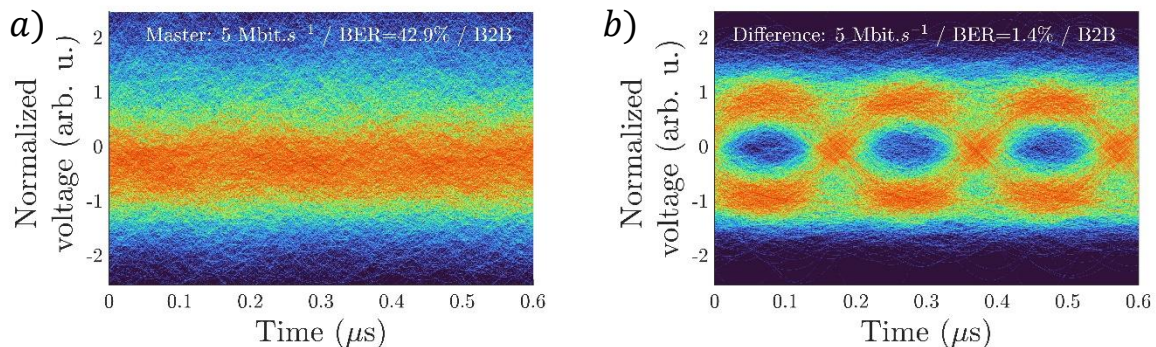 a)
Master: 5 Mbit.s⁻¹ / BER=42.9% / B2B
Normalized
voltage (arb. u.)
2
1
0
-1
-2
0 0.1 0.2 0.3 0.4 0.5 0.6
Time (μs)
b)
Difference: 5 Mbit.s⁻¹ / BER=1.4% / B2B
Normalized
voltage (arb. u.)
2
1
0
-1
-2
0 0.1 0.2 0.3 0.4 0.5 0.6
Time (μs)